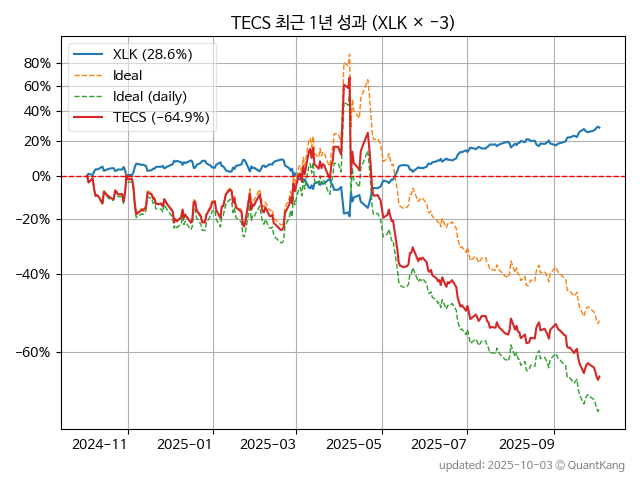 TECS 최근 1년 성과 (XLK × −3)
XLK (28.6%)
Ideal
Ideal (daily)
TECS (−64.9%)
80%
60%
40%
20%
0%
−20%
−40%
−60%
2024-11
2025-01
2025-03
2025-05
2025-07
2025-09
updated: 2025-10-03 © QuantKang